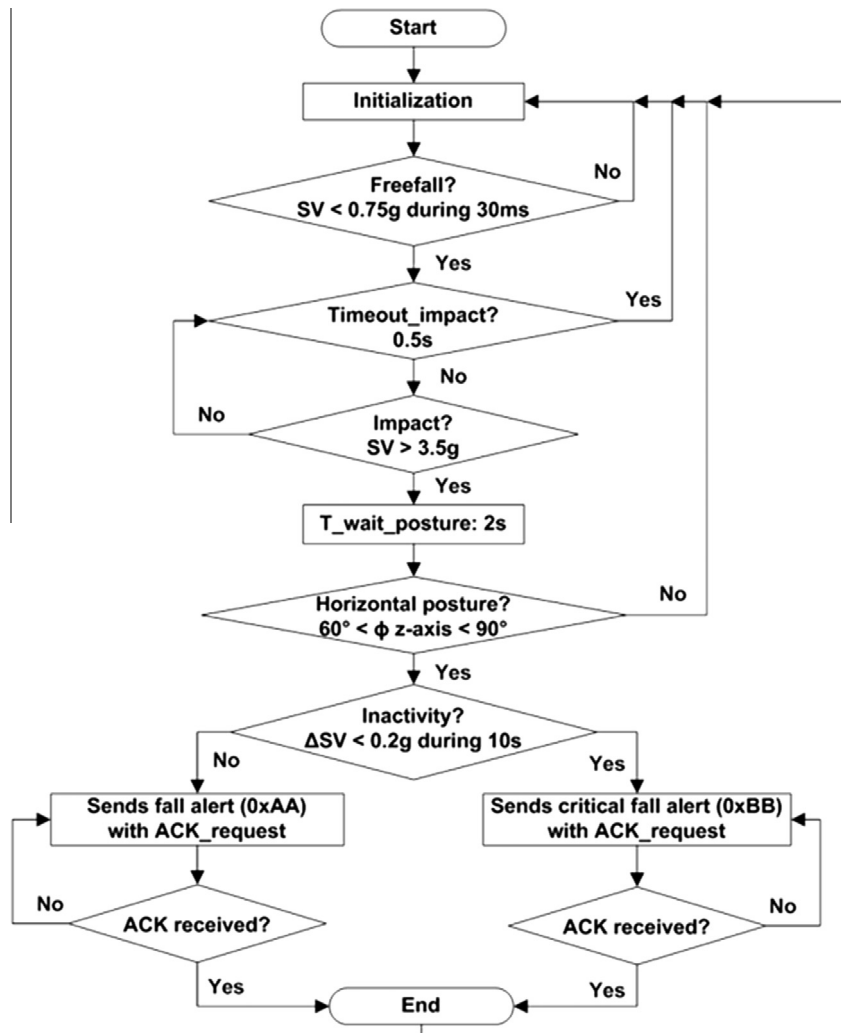 Start
Initialization
No
Freefall?
SV < 0.75g during 30ms
Yes
Yes
Timeout_impact?
0.5s
No
No
Impact?
SV > 3.5g
Yes
T_wait_posture: 2s
No
Horizontal posture?
60° < ϕ z-axis < 90°
Yes
Inactivity?
ΔSV < 0.2g during 10s
No
Yes
Sends fall alert (0xAA)
with ACK_request
Sends critical fall alert (0xBB)
with ACK_request
No
ACK received?
ACK received?
No
Yes
Yes
End